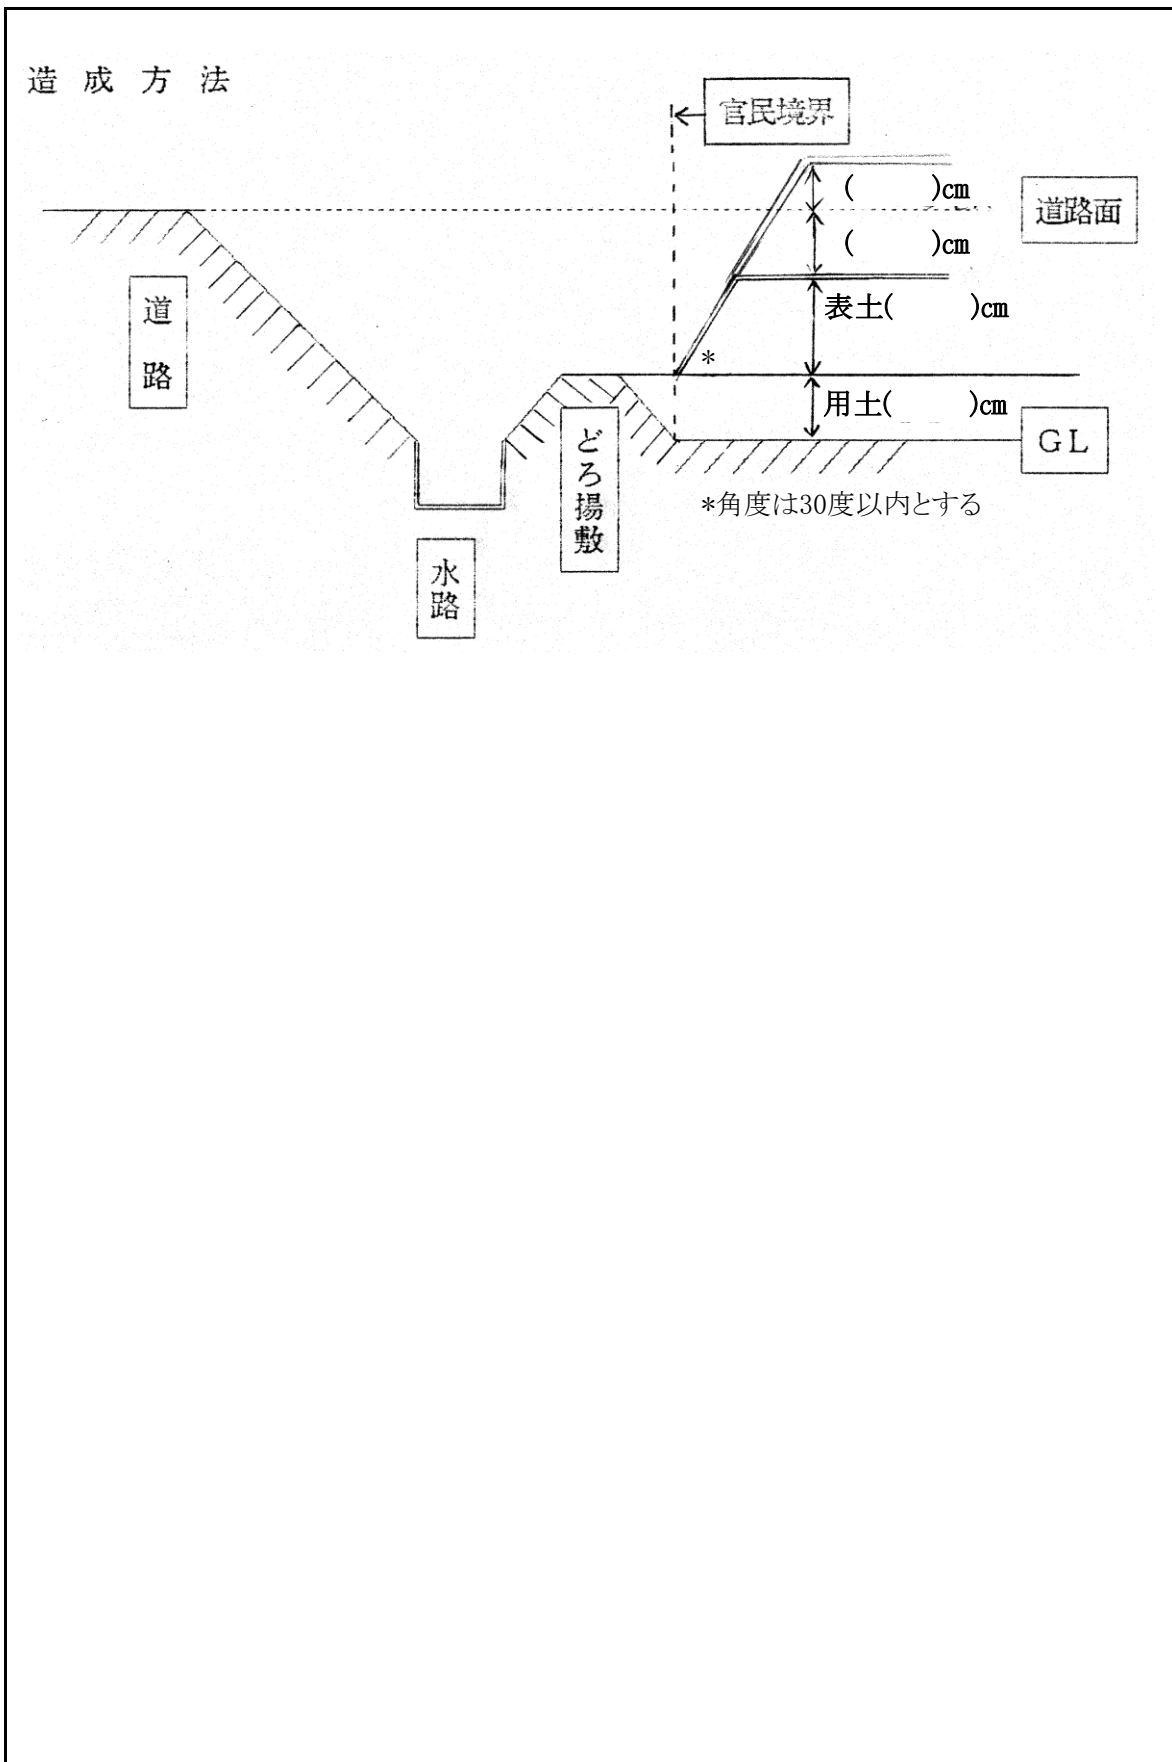 造成方法
官民境界
(　　　)cm
道路面
(　　　)cm
道路
表土(　　　)cm
*
用土(　　　)cm
どろ揚敷
GL
*角度は30度以内とする
水路